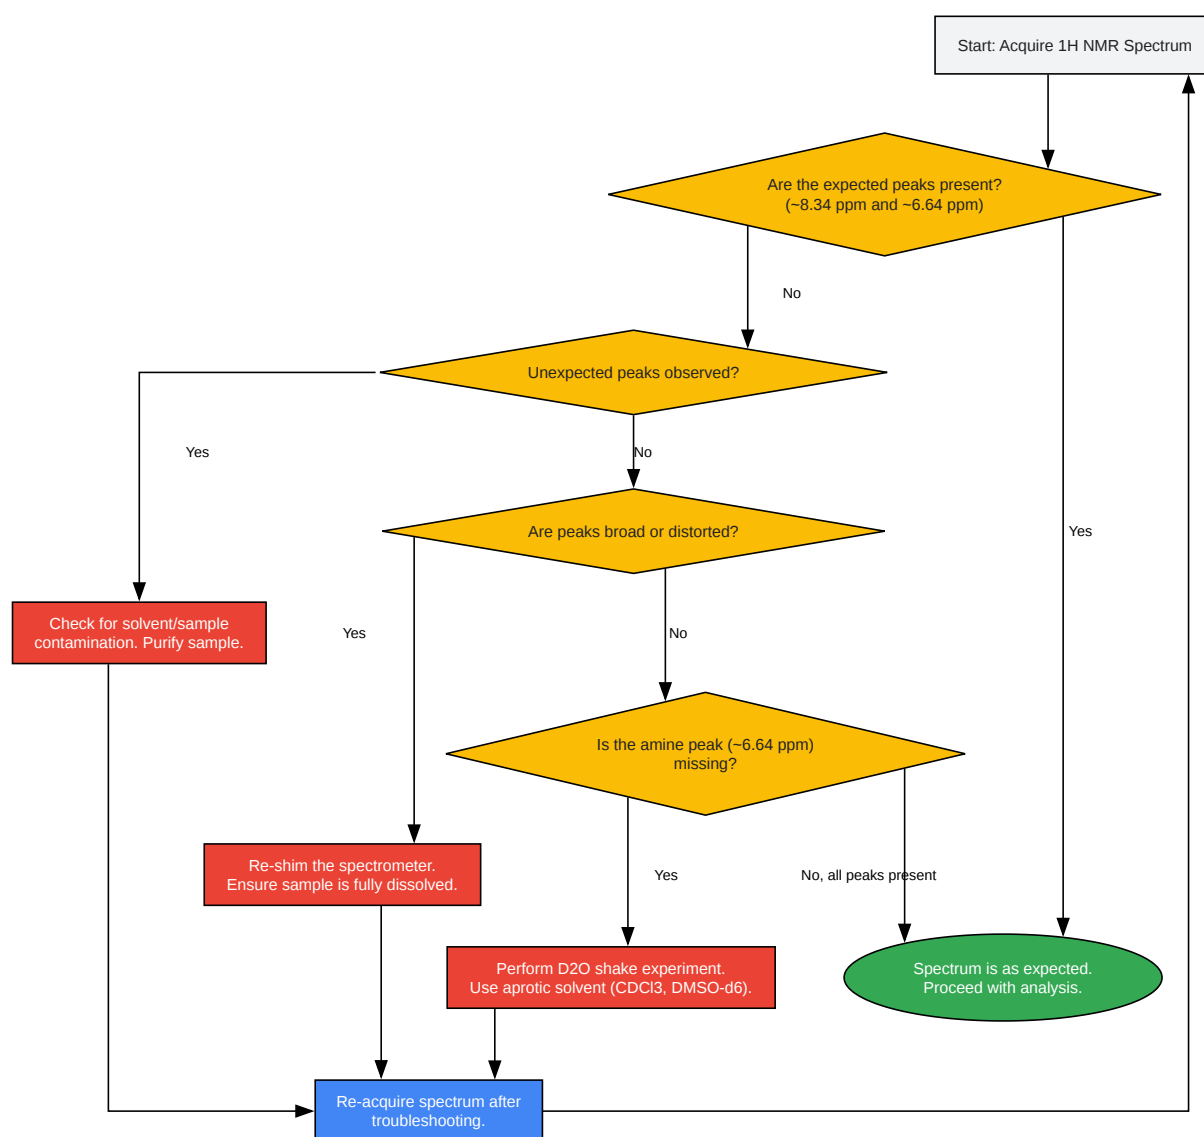 Start: Acquire 1H NMR Spectrum
Are the expected peaks present?
(~8.34 ppm and ~6.64 ppm)
No
Unexpected peaks observed?
Yes
No
Are peaks broad or distorted?
Yes
Check for solvent/sample
contamination. Purify sample.
Yes
No
Is the amine peak (~6.64 ppm)
missing?
Re-shim the spectrometer.
Ensure sample is fully dissolved.
Yes
No, all peaks present
Perform D2O shake experiment.
Use aprotic solvent (CDCl3, DMSO-d6).
Spectrum is as expected.
Proceed with analysis.
Re-acquire spectrum after
troubleshooting.